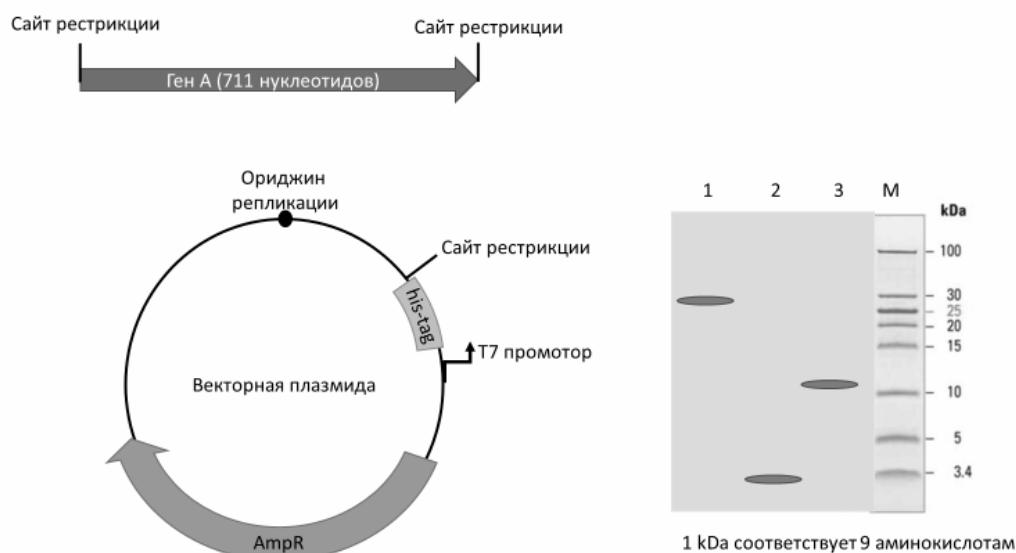 Сайт рестрикции
Сайт рестрикции
Ген А (711 нуклеотидов)
Ориджин
репликации
Сайт рестрикции
his-tag
Т7 промотор
Векторная плазмида
AmpR
1 2 3 М
kDa
100
30
25
20
15
10
5
3.4
1 kDa соответствует 9 аминокислотам